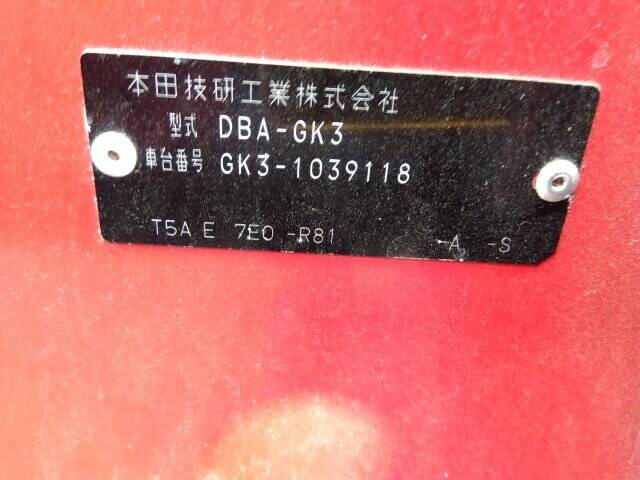 本田技研工業株式会社
型式 DBA-GK3
車台番号 GK3-1039118
T5A E 7E0 -R81 -A -S